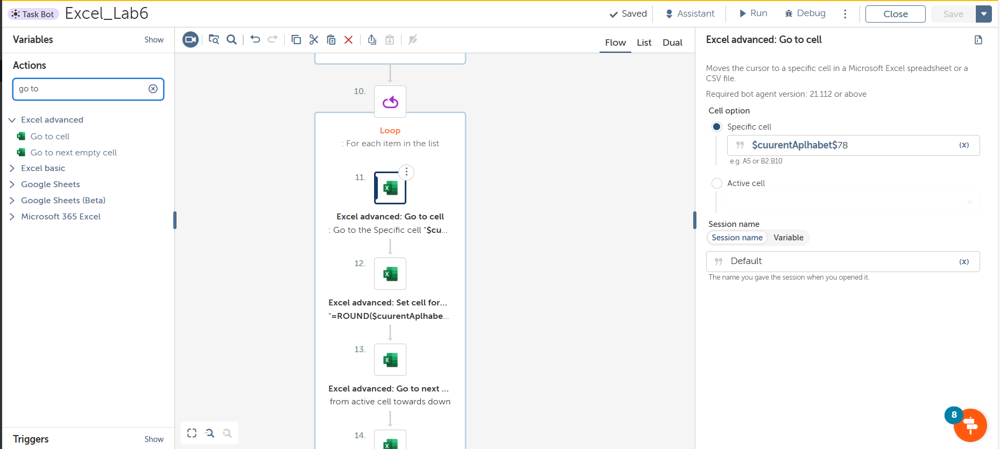 Task Bot
Excel_Lab6
Saved
Assistant
Run
Debug
Close
Save
Variables
Show
Actions
go to
Excel advanced
Go to cell
Go to next empty cell
Excel basic
Google Sheets
Google Sheets (Beta)
Microsoft 365 Excel
Triggers
Show
Flow
List
Dual
10.
Loop
: For each item in the list
11.
Excel advanced: Go to cell
: Go to the Specific cell "$cu...
12.
Excel advanced: Set cell for...
"=ROUND($cuurentAplhabe...
13.
Excel advanced: Go to next ...
from active cell towards down
14.
Excel advanced: Go to cell
Moves the cursor to a specific cell in a Microsoft Excel spreadsheet or a
CSV file.
Required bot agent version: 21.112 or above
Cell option
Specific cell
$cuurentAplhabet$78
(x)
e.g. A5 or B2:B10
Active cell
Session name
Session name
Variable
Default
(x)
The name you gave the session when you opened it.
8